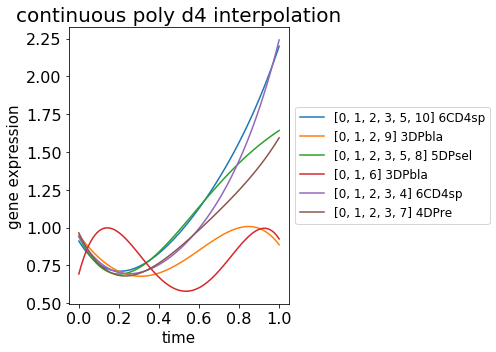 continuous poly d4 interpolation
gene expression
2.25
2.00
1.75
1.50
1.25
1.00
0.75
0.50
0.0 0.2 0.4 0.6 0.8 1.0
time
[0, 1, 2, 3, 5, 10] 6CD4sp
[0, 1, 2, 9] 3DPbla
[0, 1, 2, 3, 5, 8] 5DPsel
[0, 1, 6] 3DPbla
[0, 1, 2, 3, 4] 6CD4sp
[0, 1, 2, 3, 7] 4DPre